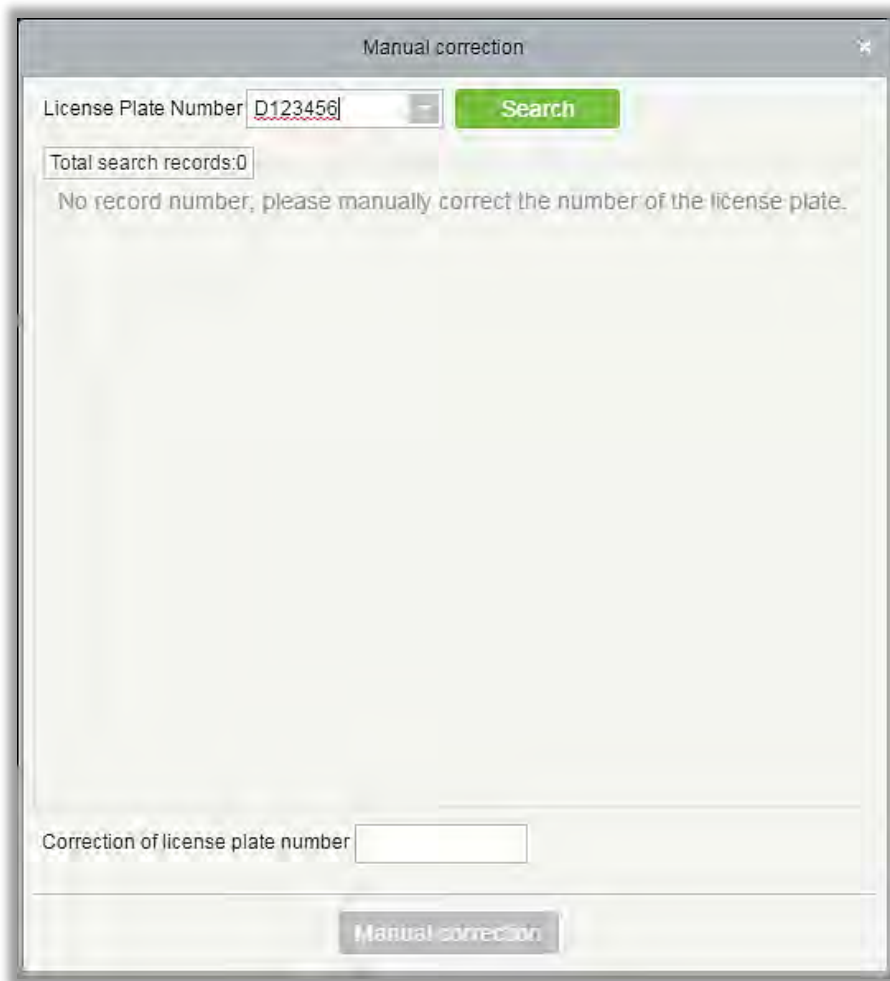 Manual correction
License Plate Number D123456 Search
Total search records:0
No record number, please manually correct the number of the license plate.
Correction of license plate number
Manual correction